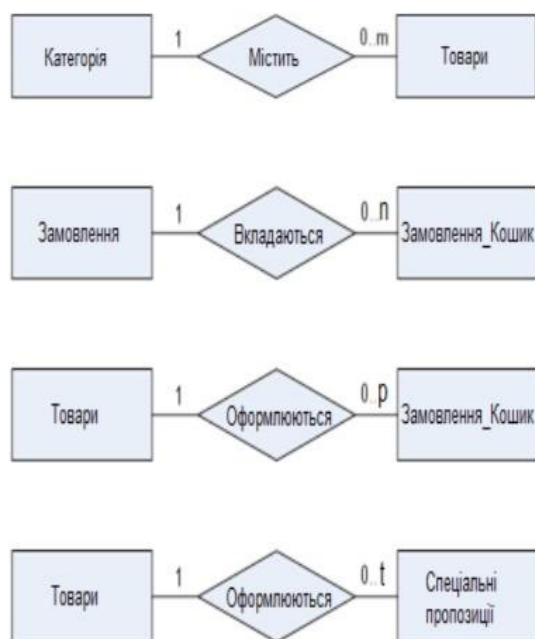 Категорія 1 Містить 0..m Товари
Замовлення 1 Вкладаються 0..n Замовлення_Кошик
Товари 1 Оформлюються 0..p Замовлення_Кошик
Товари 1 Оформлюються 0..t Спеціальні
пропозиції